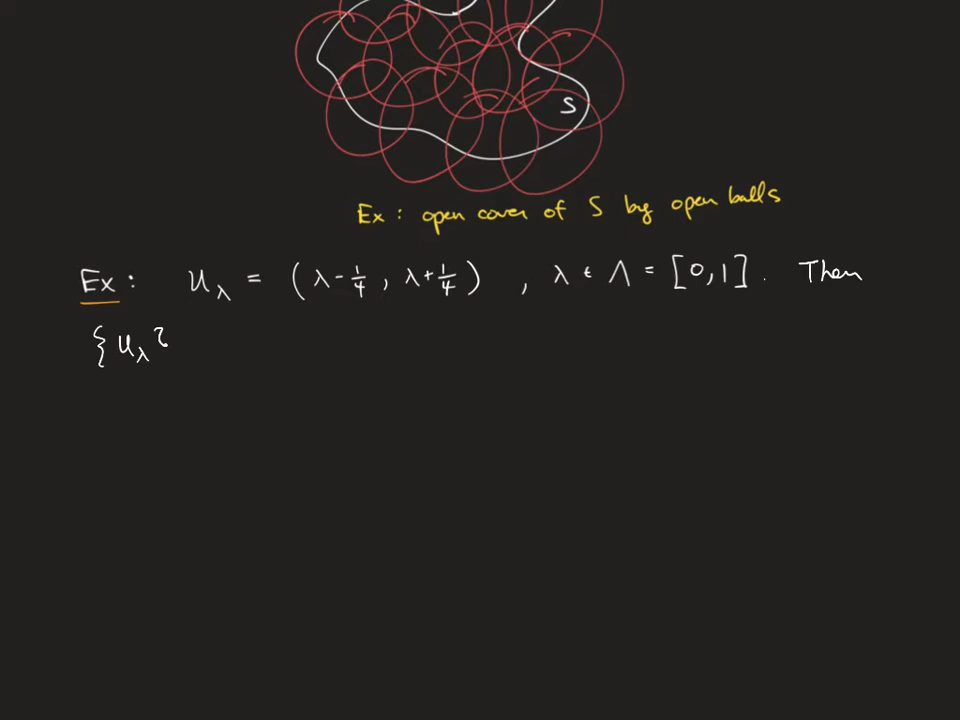 S
Ex: open cover of S by open balls
Ex: U_λ = (λ-1/4, λ+1/4), λ ∈ Λ = [0,1]. Then
{U_λ